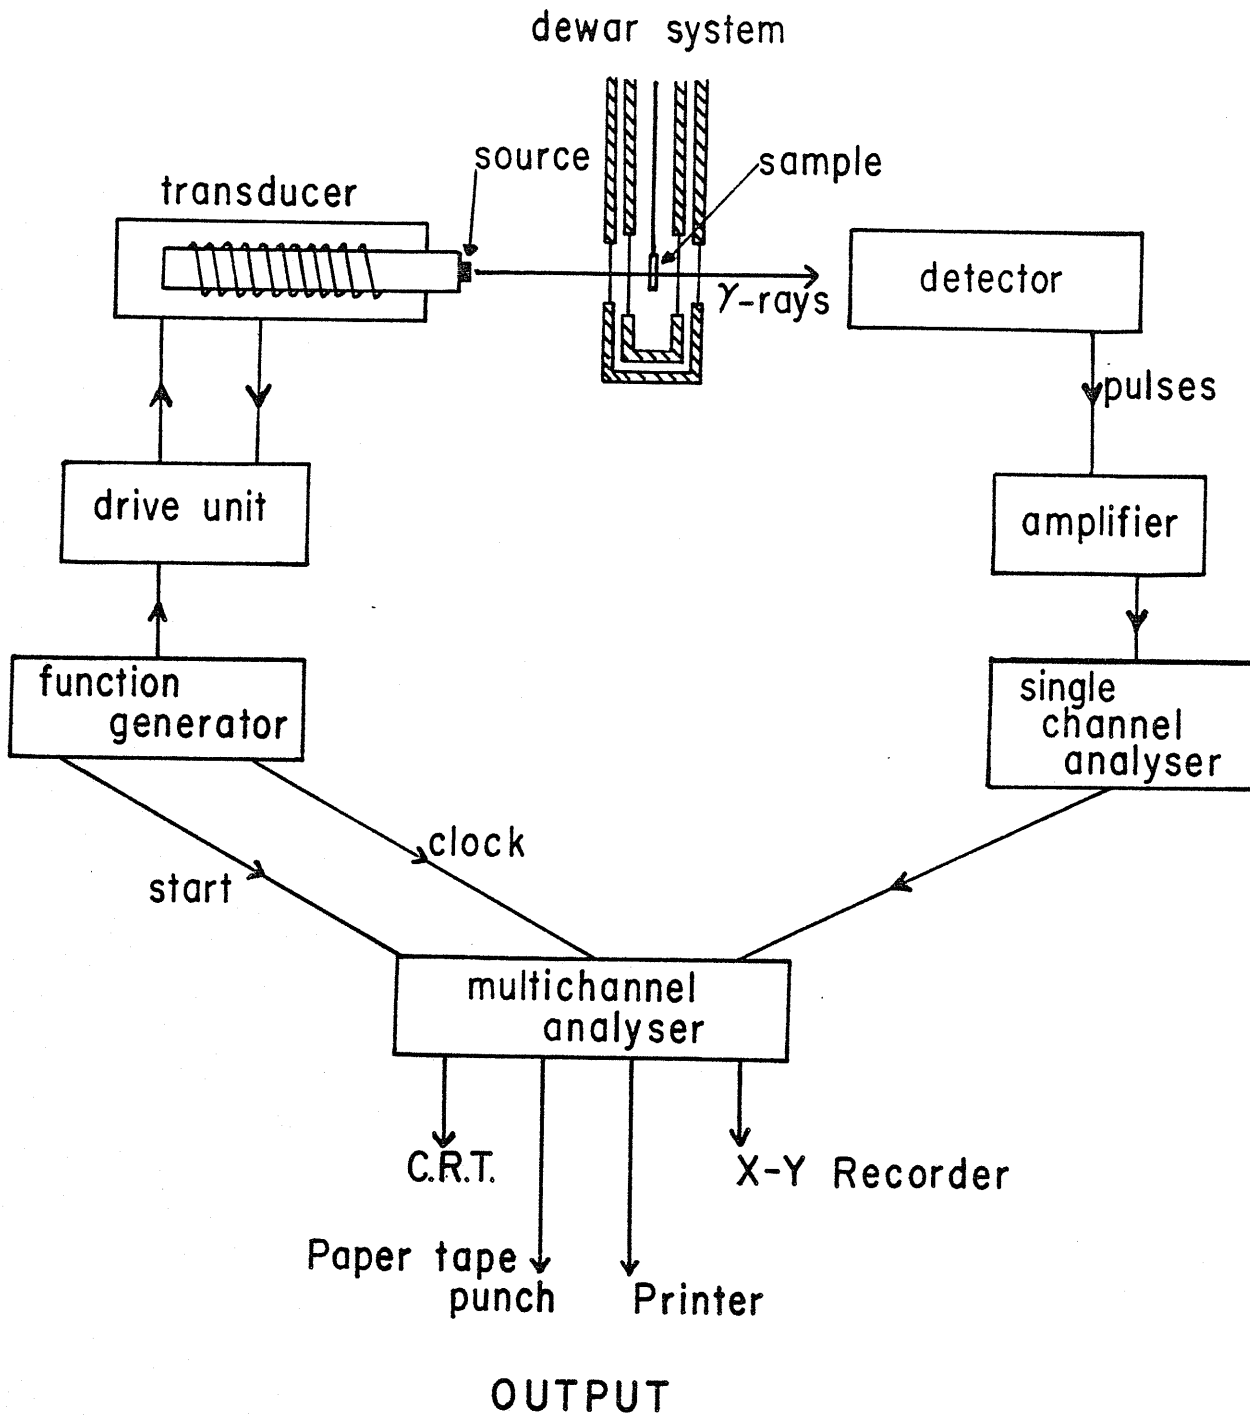 dewar system
source
sample
transducer
γ-rays
detector
pulses
drive unit
amplifier
function
generator
single
channel
analyser
clock
start
multichannel
analyser
C.R.T.
X-Y Recorder
Paper tape
punch
Printer
OUTPUT